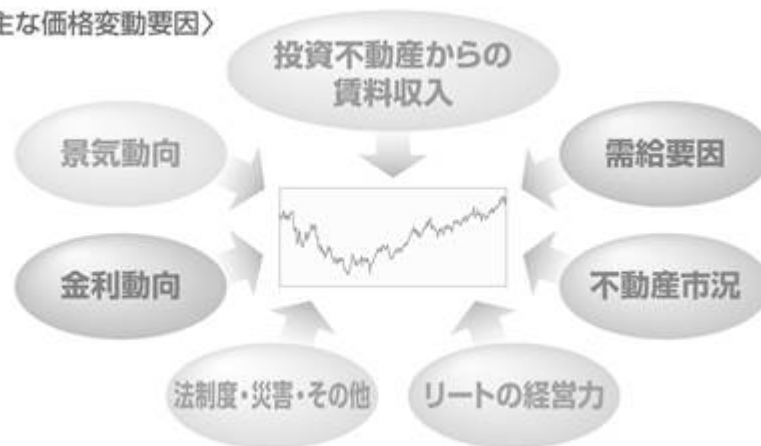 主な価格変動要因〉
投資不動産からの
賃料収入
景気動向
需給要因
金利動向
不動産市況
法制度・災害・その他
リートの経営力